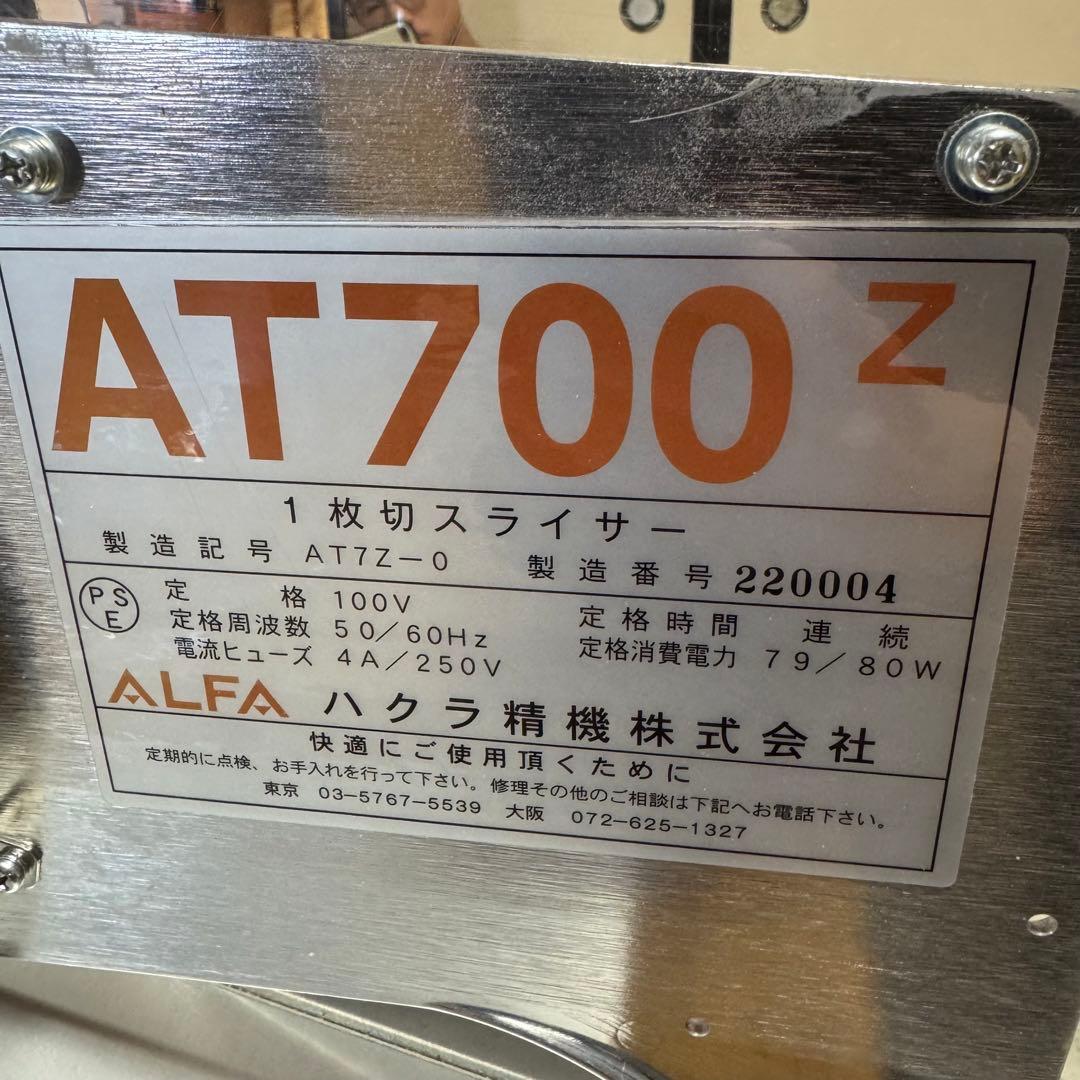 AT700 Z
1枚切スライサー
製造記号 AT7Z-0 製造番号 220004
PSE 定格 100V 定格時間 連続
定格周波数 50/60Hz 定格消費電力 79/80W
電流ヒューズ 4A/250V
ALFA ハクラ精機株式会社
快適にご使用頂くために
定期的に点検、お手入れを行って下さい。修理その他のご相談は下記へお電話下さい。
東京 03-5767-5539 大阪 072-625-1327